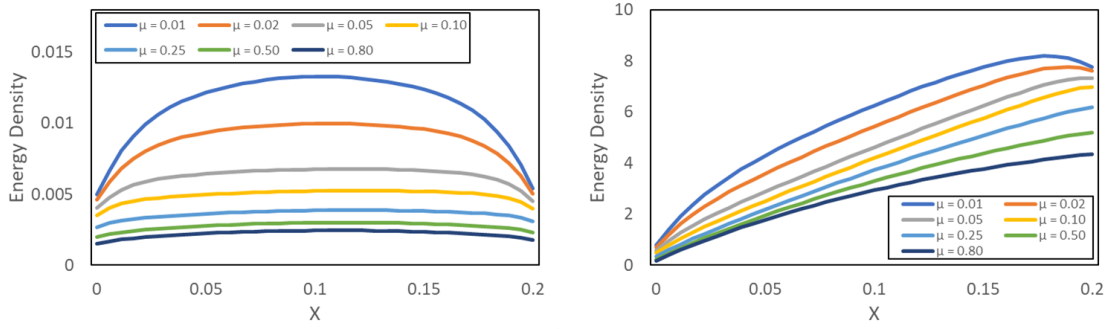 μ = 0.01 μ = 0.02 μ = 0.05 μ = 0.10
μ = 0.25 μ = 0.50 μ = 0.80
Energy Density
0.015
0.01
0.005
0
0 0.05 0.1 0.15 0.2
X
Energy Density
10
8
6
4
2
0
μ = 0.01 μ = 0.02
μ = 0.05 μ = 0.10
μ = 0.25 μ = 0.50
μ = 0.80
0 0.05 0.1 0.15 0.2
X